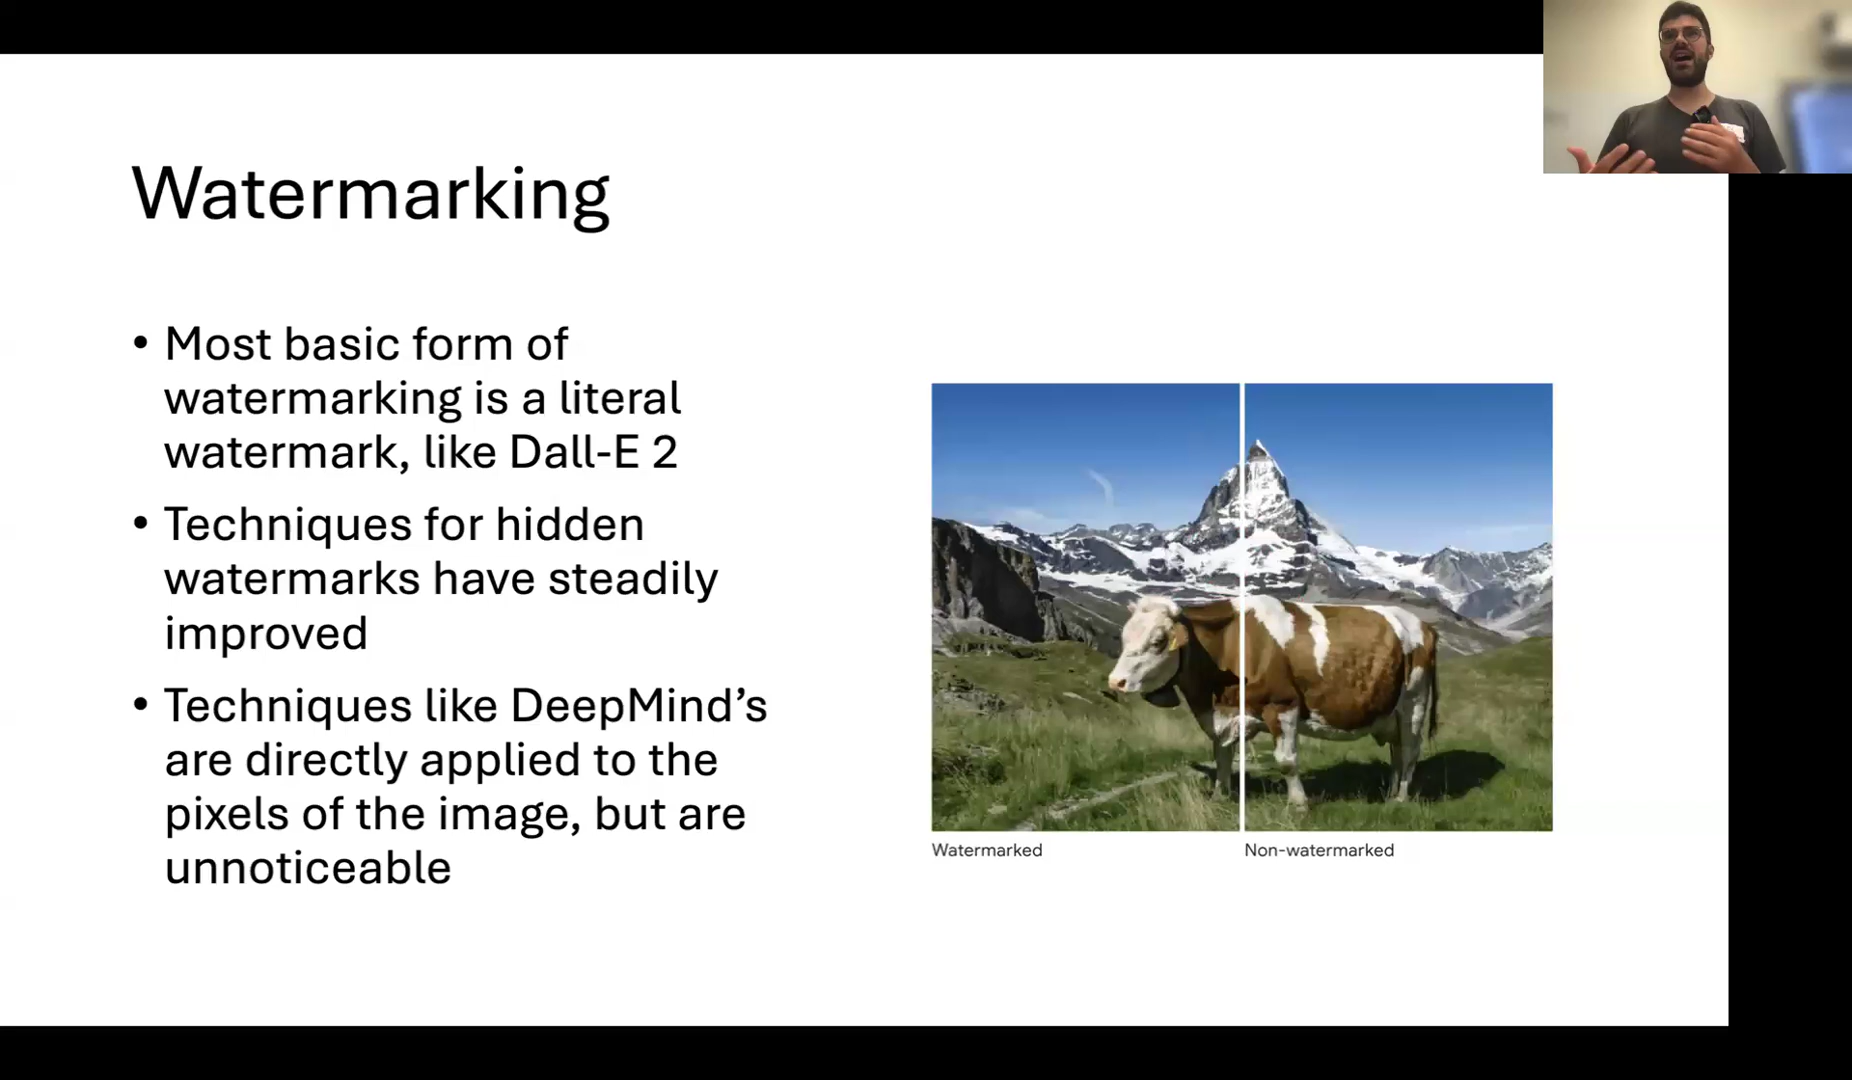 Watermarking
• Most basic form of
watermarking is a literal
watermark, like Dall-E 2
• Techniques for hidden
watermarks have steadily
improved
• Techniques like DeepMind’s
are directly applied to the
pixels of the image, but are
unnoticeable
Watermarked
Non-watermarked